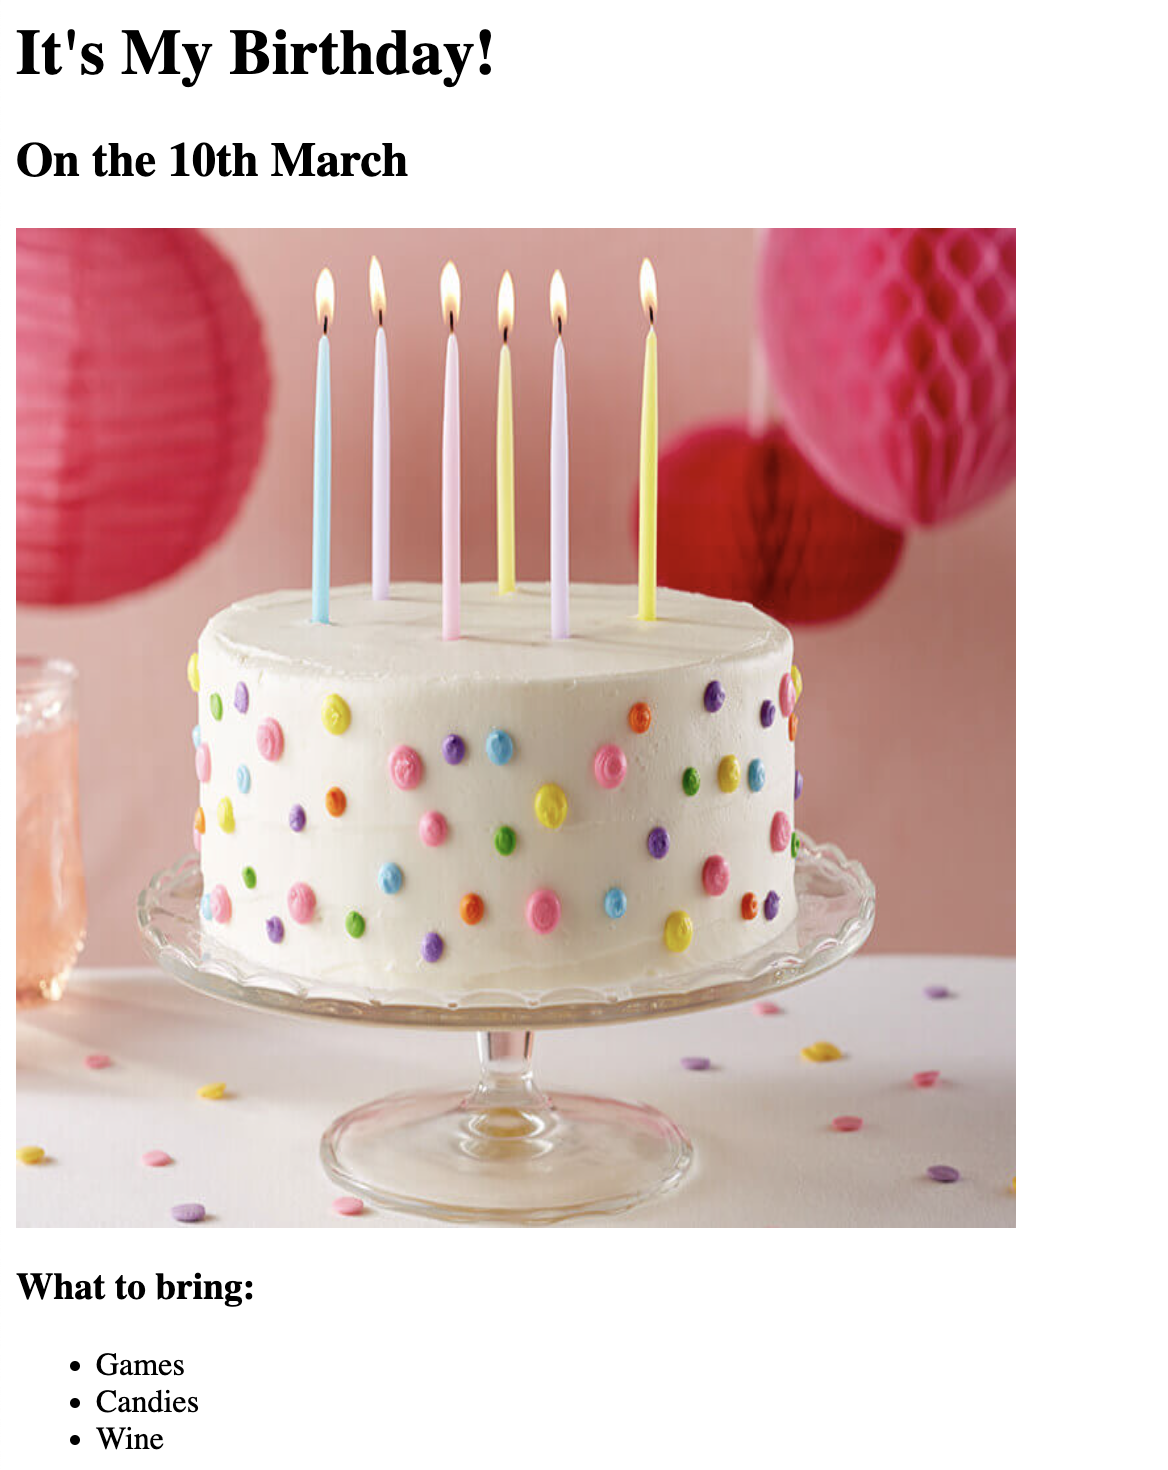 It's My Birthday!
On the 10th March
What to bring:
Games
Candies
Wine